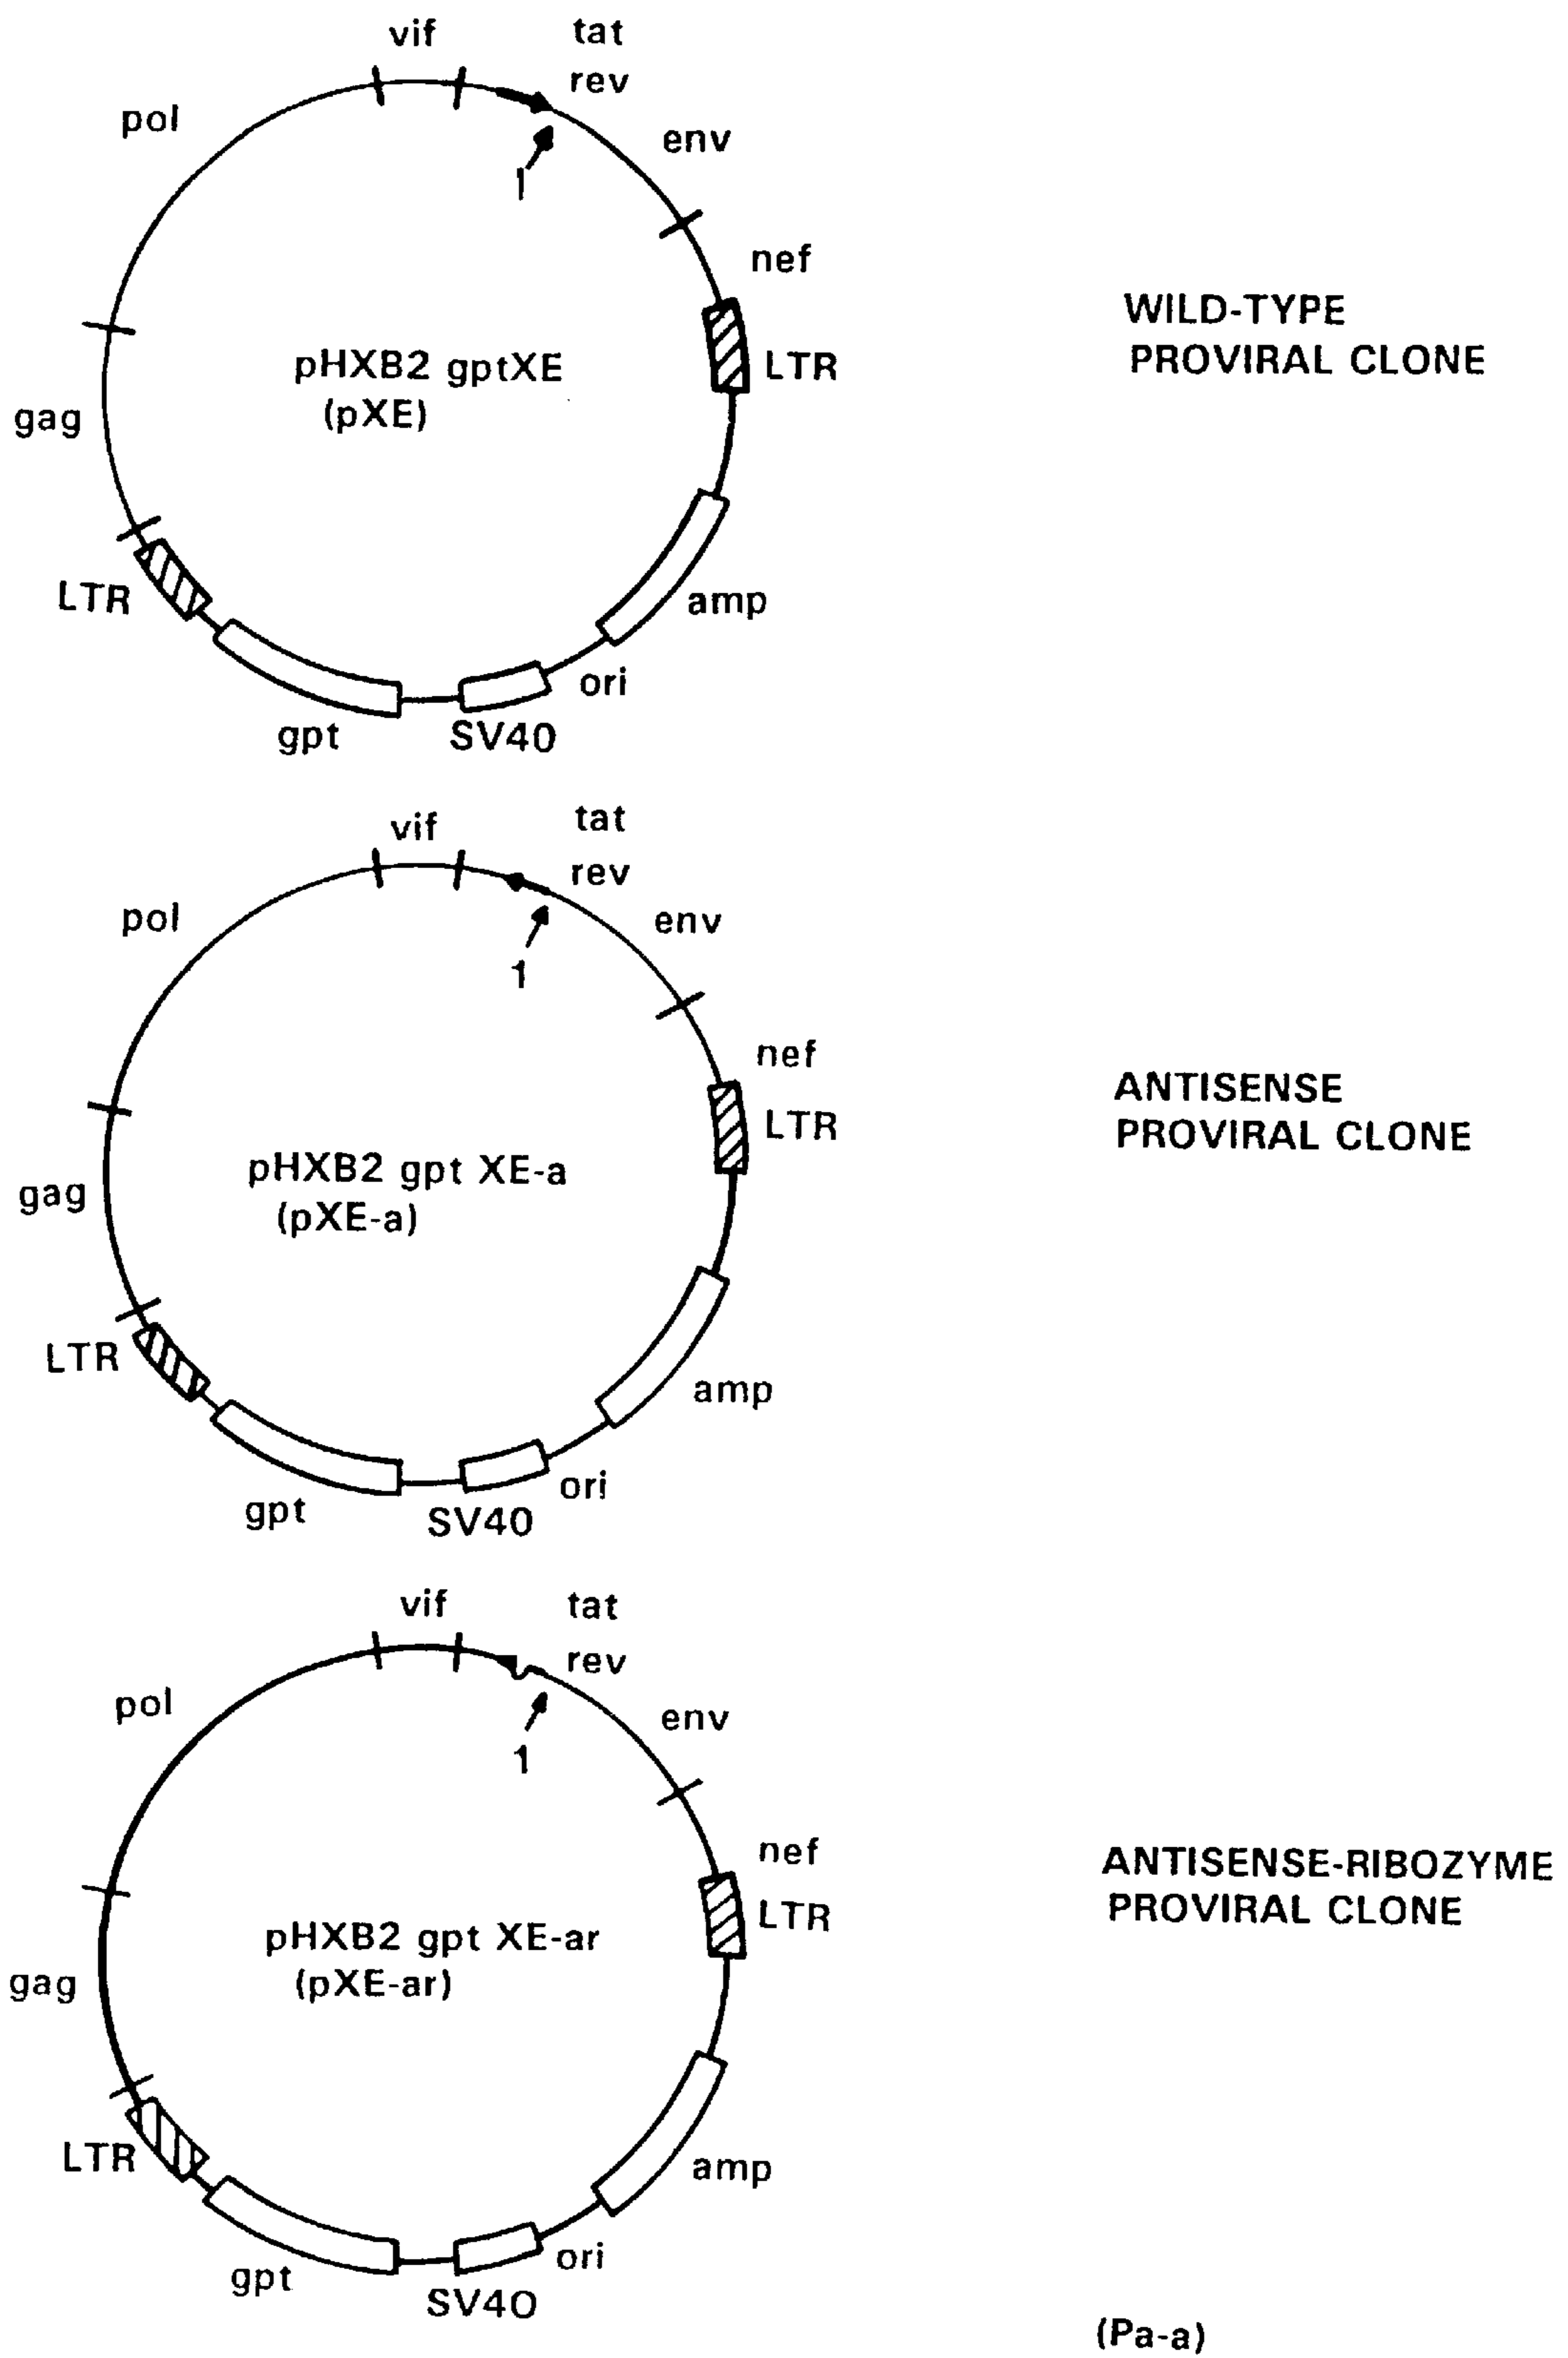 vif
tat
rev
pol
env
1
nef
LTR
pHXB2 gptXE
(pXE)
gag
LTR
amp
ori
gpt
SV40
WILD-TYPE
PROVIRAL CLONE
vif
tat
rev
pol
env
1
nef
LTR
pHXB2 gpt XE-a
(pXE-a)
gag
LTR
amp
ori
gpt
SV40
ANTISENSE
PROVIRAL CLONE
vif
tat
rev
pol
env
1
nef
LTR
pHXB2 gpt XE-ar
(pXE-ar)
gag
LTR
amp
ori
gpt
SV40
ANTISENSE-RIBOZYME
PROVIRAL CLONE
(Pa-a)